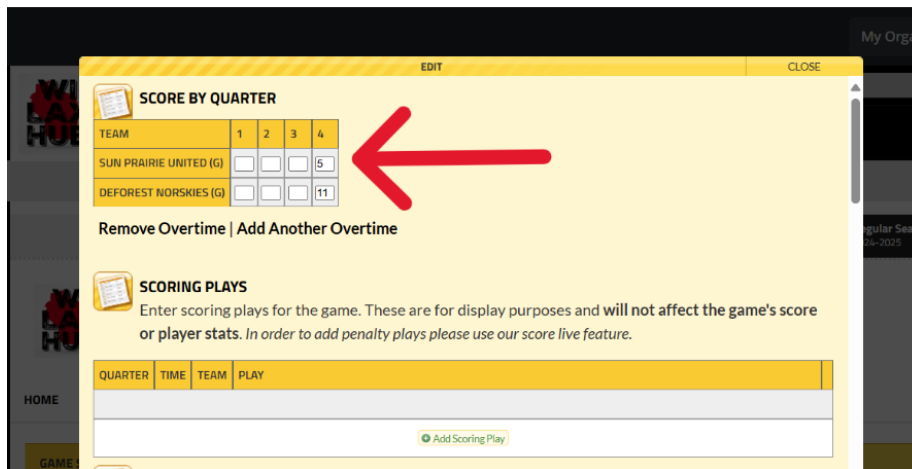 My Orga
EDIT CLOSE
SCORE BY QUARTER
TEAM 1 2 3 4
SUN PRAIRIE UNITED (G) 5
DEFOREST NORSKIES (G) 11
Remove Overtime | Add Another Overtime
egular Sea
24-2025
SCORING PLAYS
Enter scoring plays for the game. These are for display purposes and will not affect the game's score
or player stats. In order to add penalty plays please use our score live feature.
QUARTER TIME TEAM PLAY
HOME
Add Scoring Play
GAME S